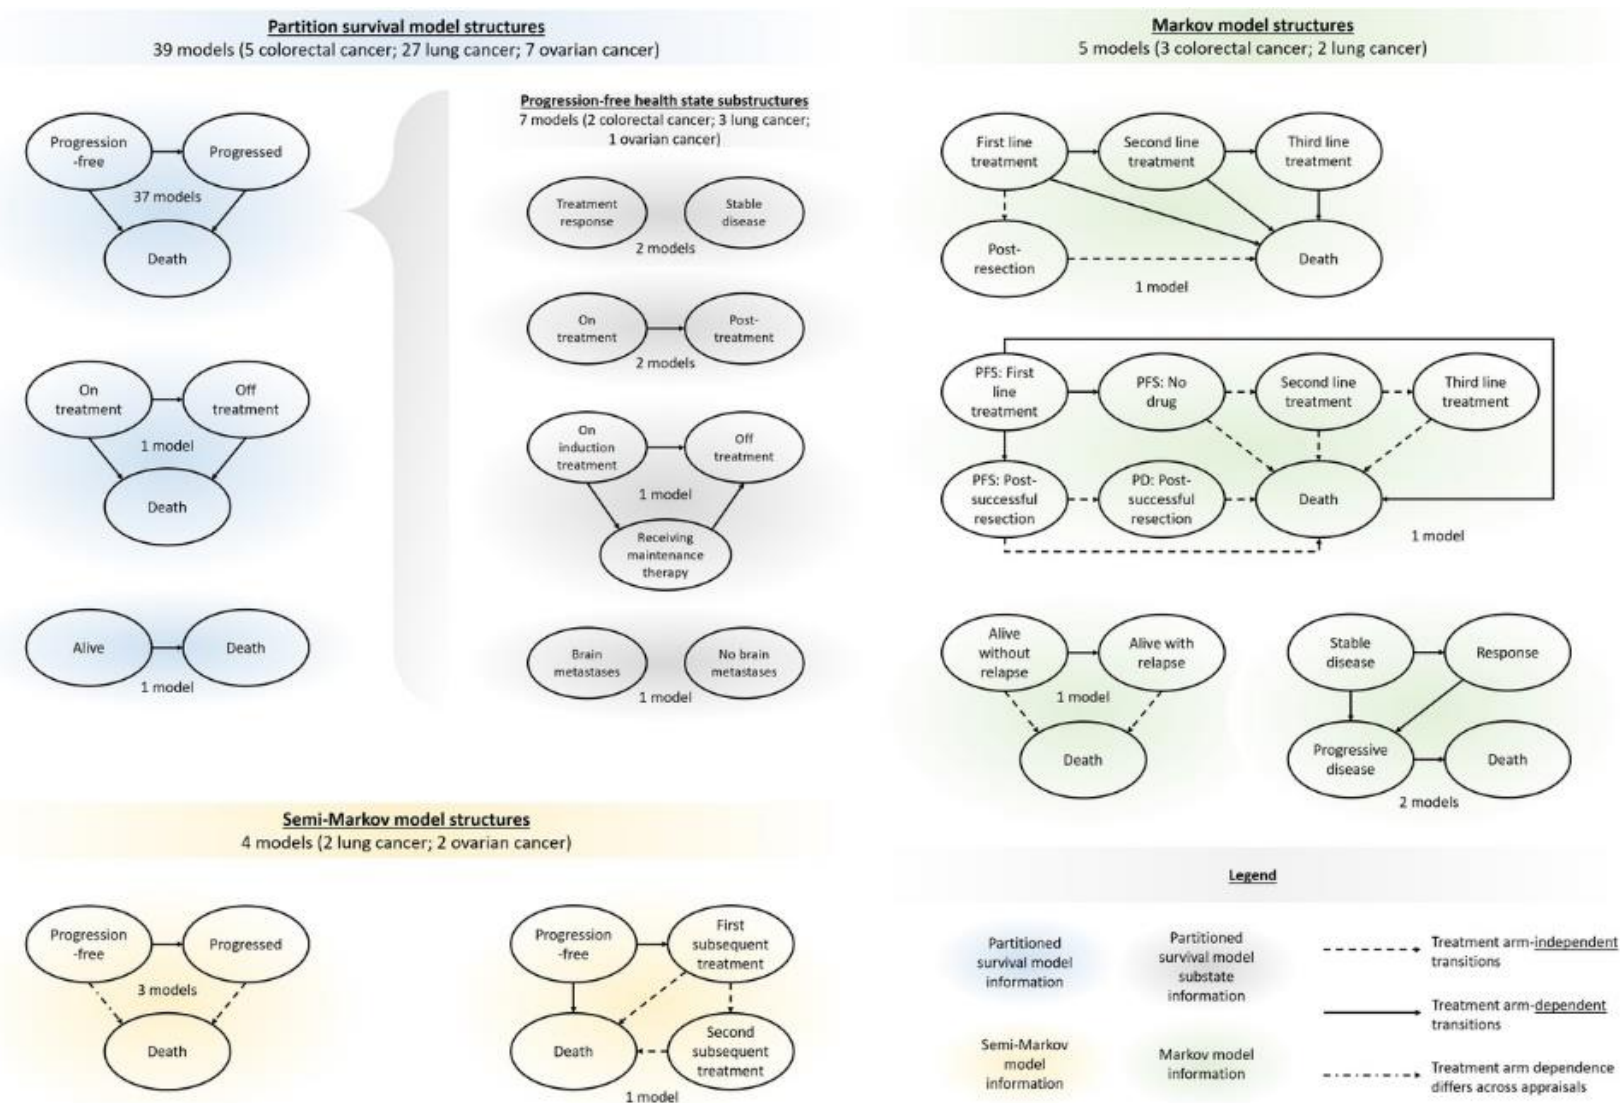 Partition survival model structures
39 models (5 colorectal cancer; 27 lung cancer; 7 ovarian cancer)
Progression
-free
Progressed
37 models
Death
On
treatment
Off
treatment
1 model
Death
Alive
Death
1 model
Progression-free health state substructures
7 models (2 colorectal cancer; 3 lung cancer;
1 ovarian cancer)
Treatment
response
Stable
disease
2 models
On
treatment
Post-
treatment
2 models
On
induction
treatment
Off
treatment
1 model
Receiving
maintenance
therapy
Brain
metastases
No brain
metastases
1 model
Semi-Markov model structures
4 models (2 lung cancer; 2 ovarian cancer)
Progression
-free
Progressed
3 models
Death
Progression
-free
First
subsequent
treatment
Death
Second
subsequent
treatment
1 model
Markov model structures
5 models (3 colorectal cancer; 2 lung cancer)
First line
treatment
Second line
treatment
Third line
treatment
Post-
resection
Death
1 model
PFS: First
line
treatment
PFS: No
drug
Second line
treatment
Third line
treatment
PFS: Post-
successful
resection
PD: Post-
successful
resection
Death
1 model
Alive
without
relapse
Alive with
relapse
1 model
Death
Stable
disease
Response
Progressive
disease
Death
2 models
Legend
Partitioned
survival model
information
Partitioned
survival model
substate
information
Semi-Markov
model
information
Markov model
information
Treatment arm-independent
transitions
Treatment arm-dependent
transitions
Treatment arm dependence
differs across appraisals